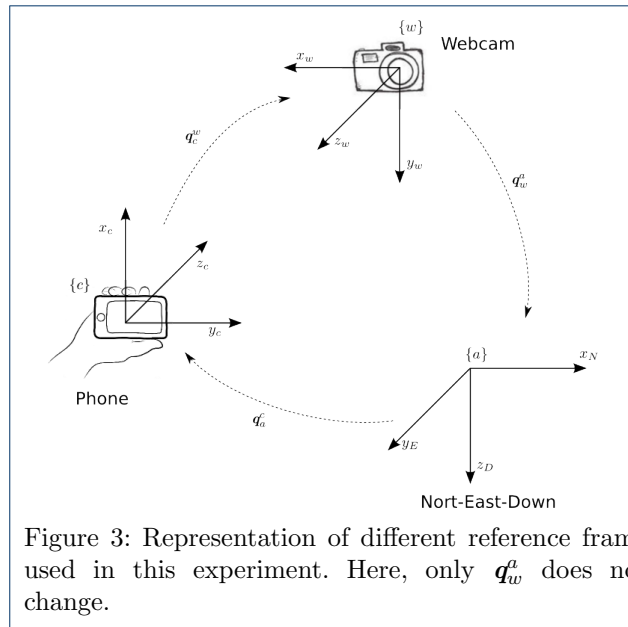 {w}
Webcam
x_w
z_w
y_w
q_c^w
q_w^a
x_c
z_c
{c}
y_c
Phone
{a}
x_N
q_a^c
y_E
z_D
Nort-East-Down
Figure 3: Representation of different reference fram
used in this experiment. Here, only q_w^a does no
change.